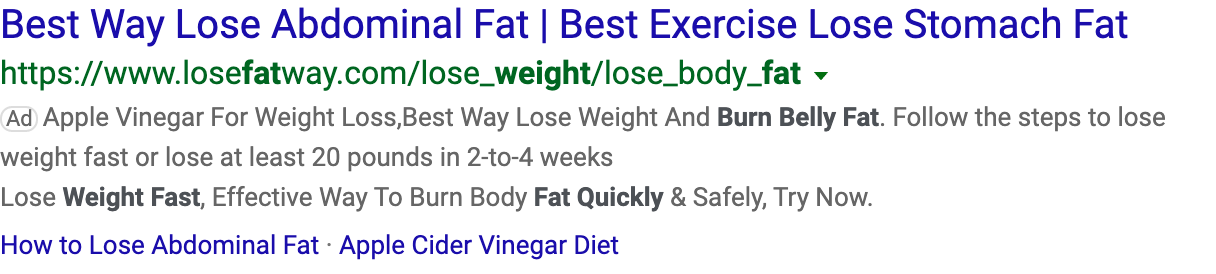 Best Way Lose Abdominal Fat | Best Exercise Lose Stomach Fat
https://www.losefatway.com/lose_weight/lose_body_fat
Ad Apple Vinegar For Weight Loss,Best Way Lose Weight And Burn Belly Fat. Follow the steps to lose
weight fast or lose at least 20 pounds in 2-to-4 weeks
Lose Weight Fast, Effective Way To Burn Body Fat Quickly & Safely, Try Now.
How to Lose Abdominal Fat · Apple Cider Vinegar Diet